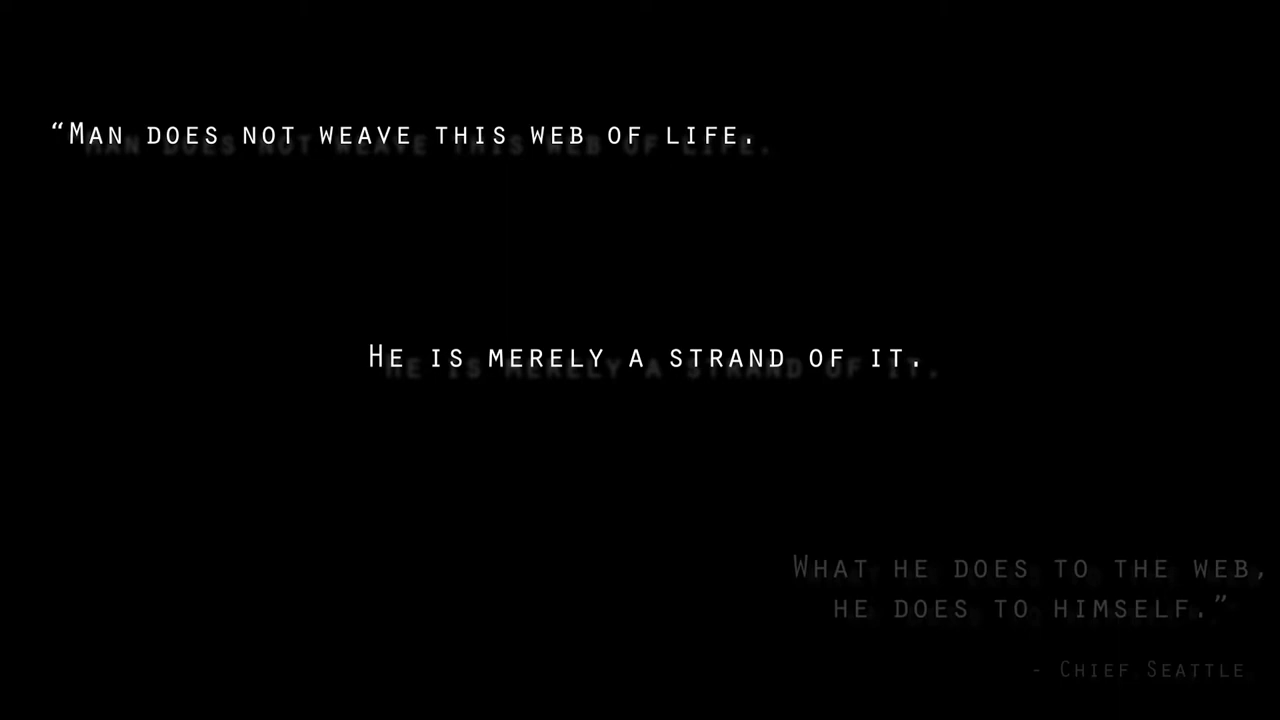 “Man does not weave this web of life.
He is merely a strand of it.
What he does to the web,
he does to himself.”
- Chief Seattle